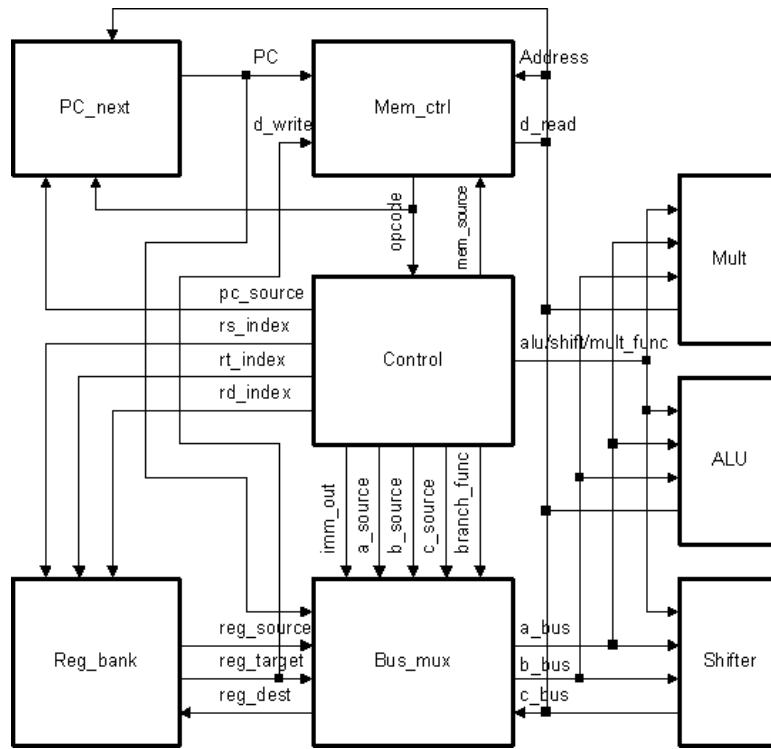 PC
Address
PC_next
Mem_ctrl
d_write
d_read
opcode
mem_source
Mult
pc_source
rs_index
alu/shift/mult_func
rt_index
Control
rd_index
ALU
imm_out
a_source
b_source
c_source
branch_func
reg_source
a_bus
Reg_bank
reg_target
Bus_mux
b_bus
Shifter
reg_dest
c_bus